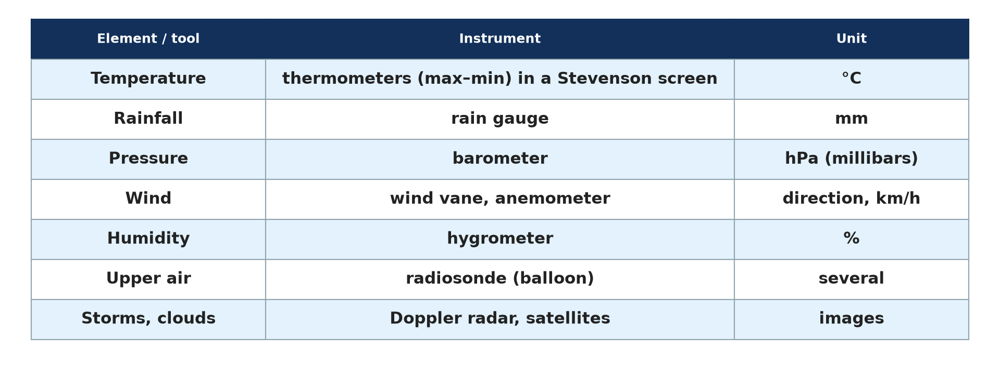 Element / tool Instrument Unit
Temperature thermometers (max–min) in a Stevenson screen °C
Rainfall rain gauge mm
Pressure barometer hPa (millibars)
Wind wind vane, anemometer direction, km/h
Humidity hygrometer %
Upper air radiosonde (balloon) several
Storms, clouds Doppler radar, satellites images